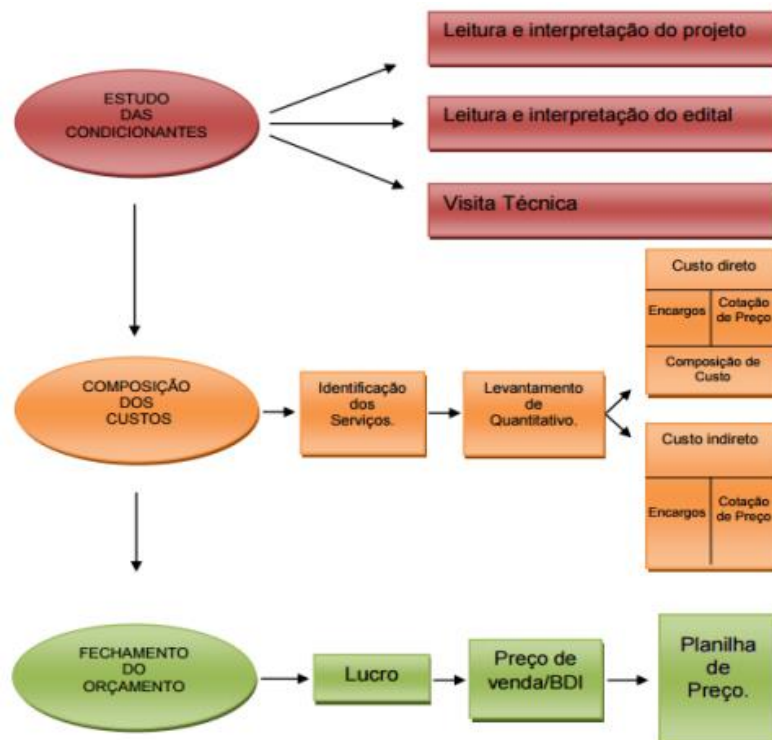 Leitura e interpretação do projeto
ESTUDO
DAS
CONDICIONANTES
Leitura e interpretação do edital
Visita Técnica
Custo direto
Encargos
Cotação
de Preço
Composição de
Custo
COMPOSIÇÃO
DOS
CUSTOS
Identificação
dos
Serviços.
Levantamento
de
Quantitativo.
Custo indireto
Encargos
Cotação
de Preço
FECHAMENTO
DO
ORÇAMENTO
Lucro
Preço de
venda/BDI
Planilha
de
Preço.